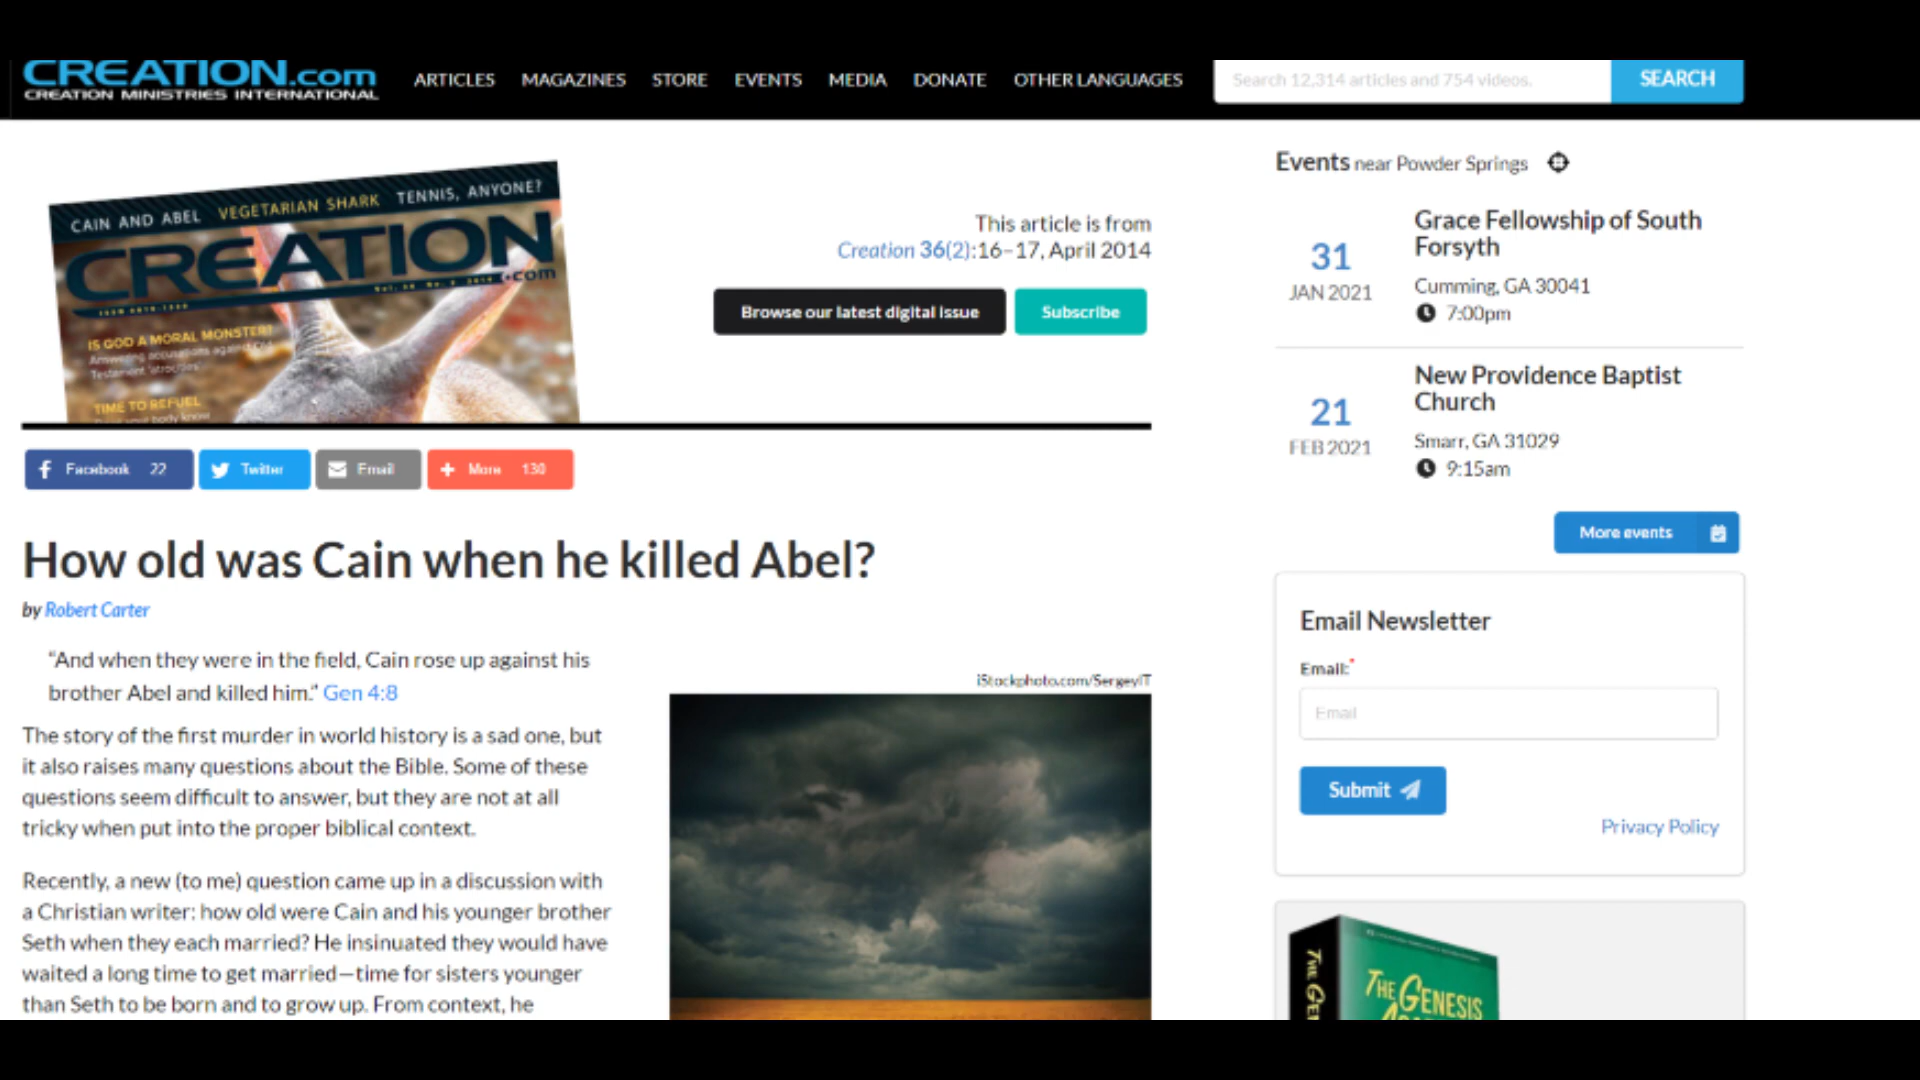 CREATION.com
CREATION MINISTRIES INTERNATIONAL
ARTICLES MAGAZINES STORE EVENTS MEDIA DONATE OTHER LANGUAGES
Search 12,314 articles and 754 videos.
SEARCH
CAIN AND ABEL VEGETARIAN SHARK TENNIS, ANYONE?
CREATION
.com
IS GOD A MORAL MONSTER?
Answering accusations against Old
Testament 'atrocities'
TIME TO REFUEL
body know
This article is from
Creation 36(2):16–17, April 2014
Browse our latest digital issue
Subscribe
Facebook 22
Twitter
Email
More 130
How old was Cain when he killed Abel?
by Robert Carter
“And when they were in the field, Cain rose up against his
brother Abel and killed him.” Gen 4:8
The story of the first murder in world history is a sad one, but
it also raises many questions about the Bible. Some of these
questions seem difficult to answer, but they are not at all
tricky when put into the proper biblical context.
Recently, a new (to me) question came up in a discussion with
a Christian writer: how old were Cain and his younger brother
Seth when they each married? He insinuated they would have
waited a long time to get married—time for sisters younger
than Seth to be born and to grow up. From context, he
iStockphoto.com/SergeyIT
Events near Powder Springs
31
JAN 2021
Grace Fellowship of South
Forsyth
Cumming, GA 30041
7:00pm
21
FEB 2021
New Providence Baptist
Church
Smarr, GA 31029
9:15am
More events
Email Newsletter
Email:*
Email
Submit
Privacy Policy
THE GENESIS